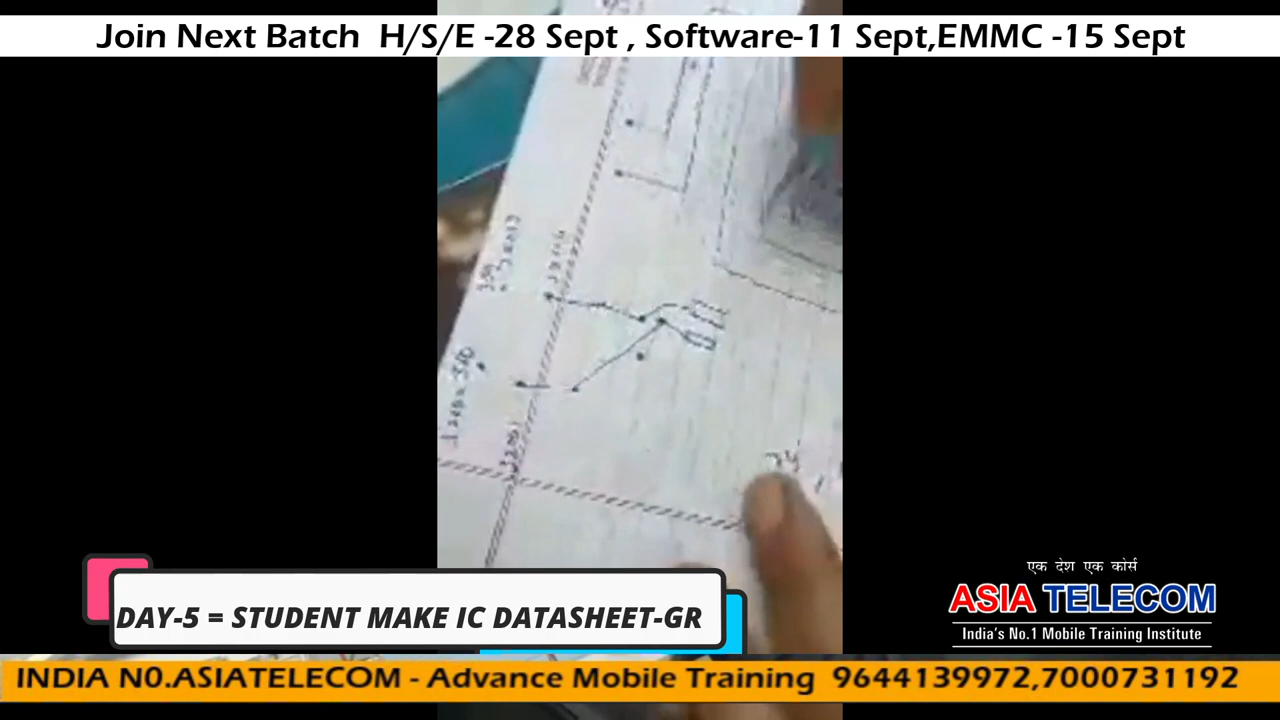 Join Next Batch H/S/E -28 Sept , Software-11 Sept,EMMC -15 Sept
DAY-5 = STUDENT MAKE IC DATASHEET-GR
एक देश एक कोर्स
ASIA TELECOM
India's No.1 Mobile Training Institute
INDIA N0.ASIATELECOM - Advance Mobile Training 9644139972,7000731192